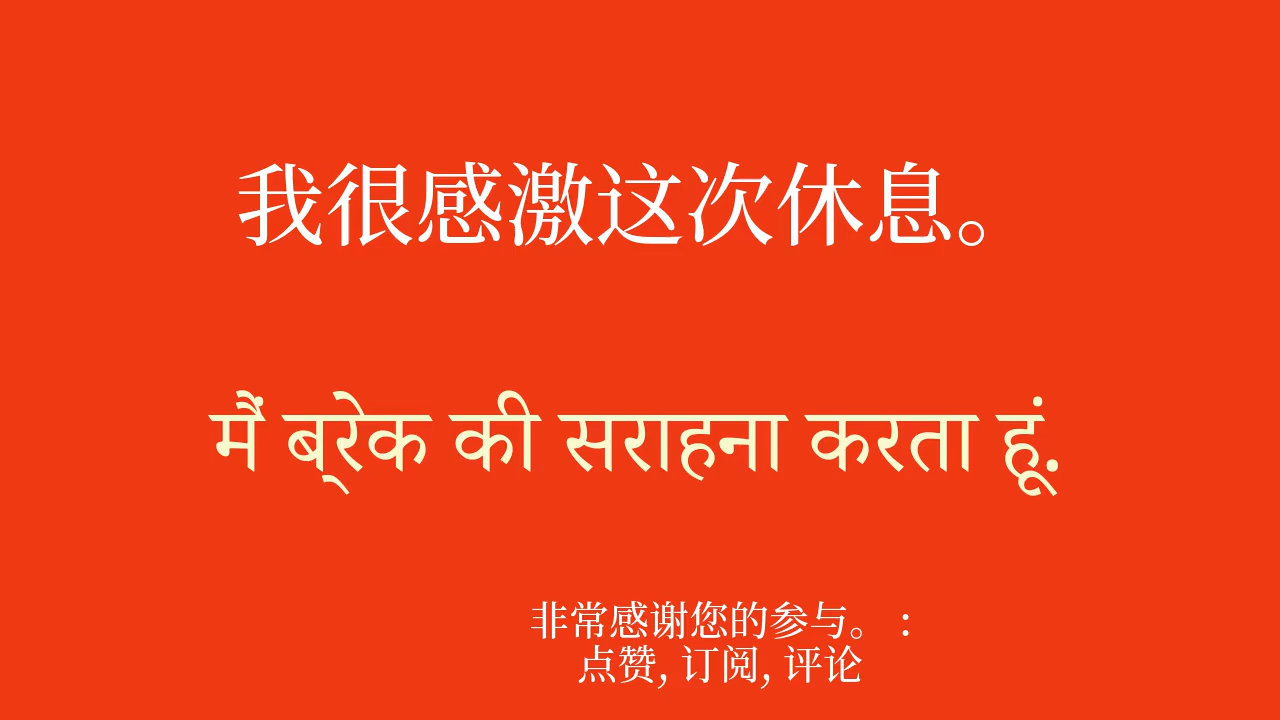 我很感激这次休息。
मैं ब्रेक की सराहना करता हूं.
非常感谢您的参与。 :
点赞, 订阅, 评论